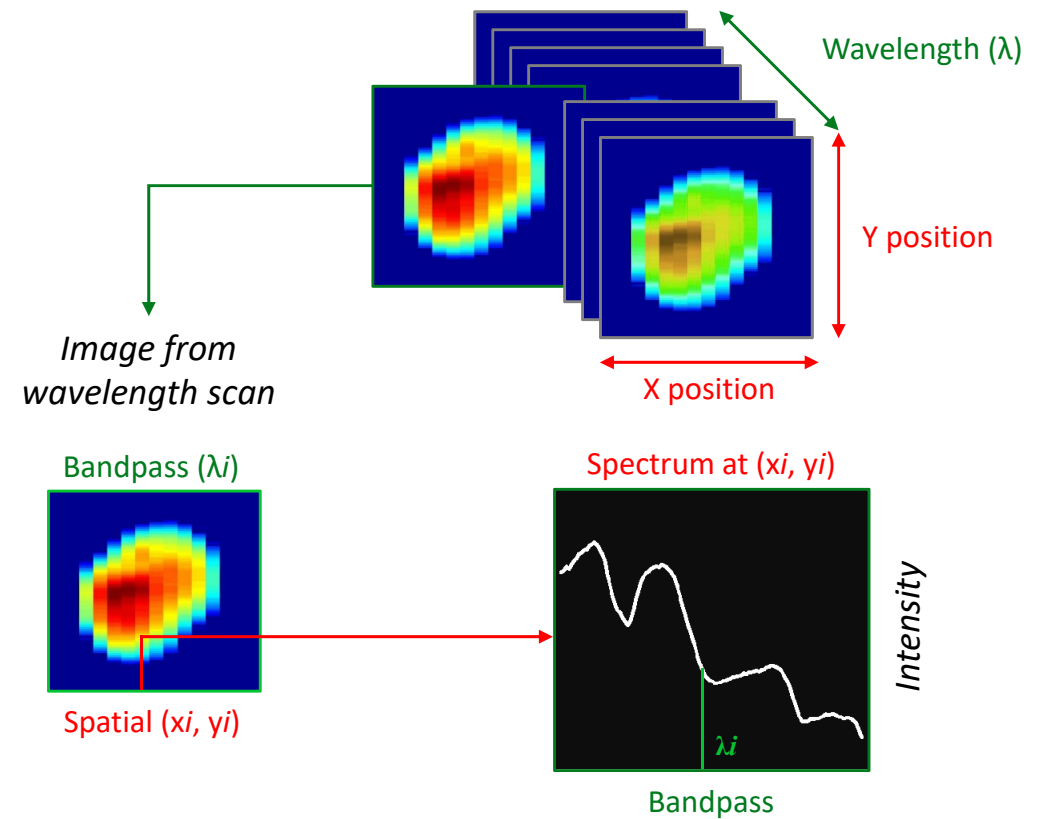 Wavelength (λ)
Y position
X position
Image from
wavelength scan
Bandpass (λi)
Spatial (xi, yi)
Spectrum at (xi, yi)
Intensity
λi
Bandpass